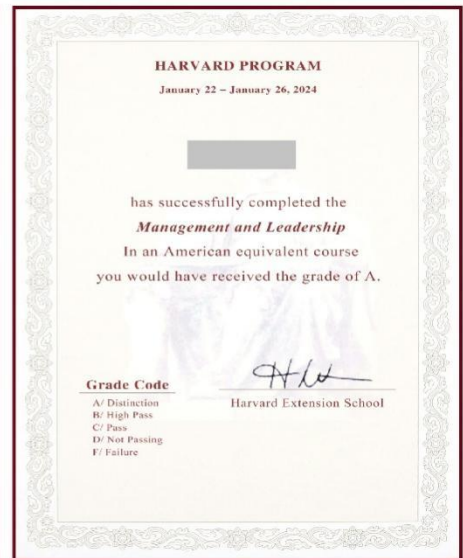 HARVARD PROGRAM
January 22 – January 26, 2024
has successfully completed the
Management and Leadership
In an American equivalent course
you would have received the grade of A.
Grade Code
A/ Distinction
B/ High Pass
C/ Pass
D/ Not Passing
F/ Failure
Harvard Extension School